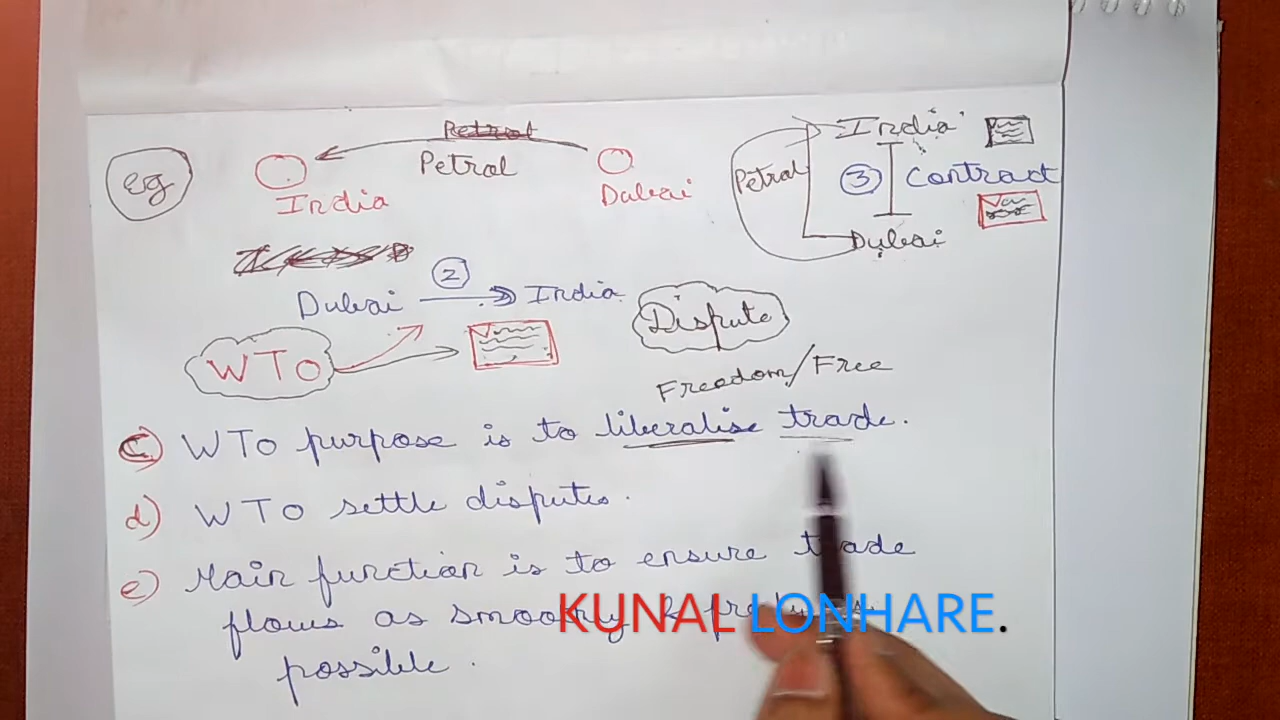 eg
Petrol
Petrol
India
Dubai
India
Petrol
3
Contract
Dubai
Dubai 2 India
WTO
Dispute
Freedom/Free
c) WTO purpose is to liberalise trade.
d) WTO settle disputes.
e) Main function is to ensure trade
flows as smoothly &
possible.
KUNAL LONHARE.